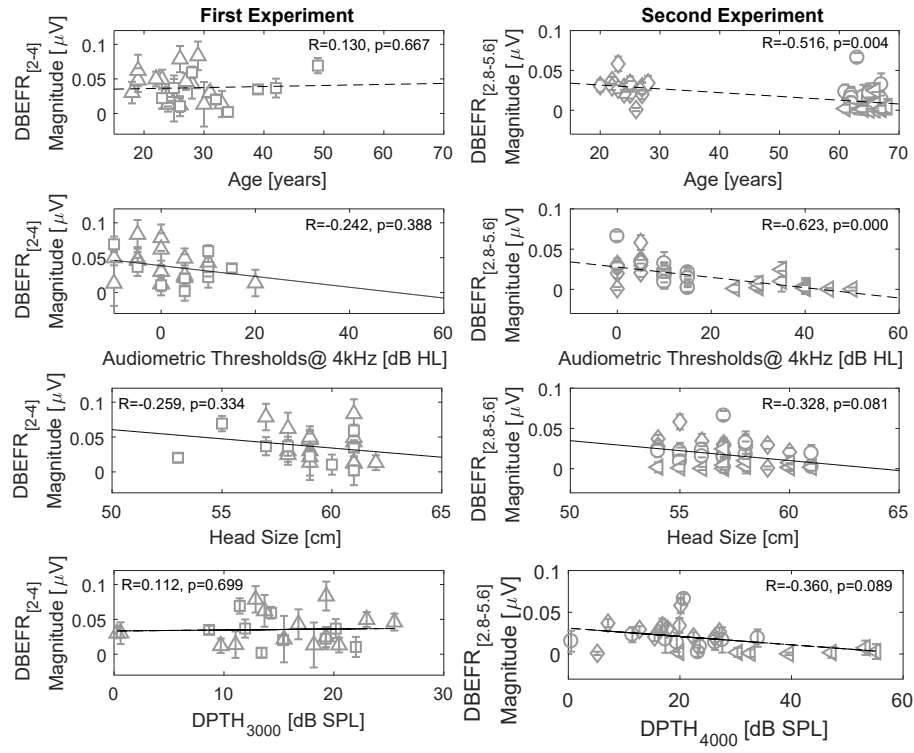 First Experiment
Second Experiment
DBEFR[2-4]
Magnitude [ μV]
0.1
0.05
0
R=0.130, p=0.667
20 30 40 50 60 70
Age [years]
DBEFR[2.8-5.6]
Magnitude [ μV]
0.1
0.05
0
R=-0.516, p=0.004
20 30 40 50 60 70
Age [years]
DBEFR[2-4]
Magnitude [ μV]
0.1
0.05
0
R=-0.242, p=0.388
0 20 40 60
Audiometric Thresholds@ 4kHz [dB HL]
DBEFR[2.8-5.6]
Magnitude [ μV]
0.1
0.05
0
R=-0.623, p=0.000
0 20 40 60
Audiometric Thresholds@ 4kHz [dB HL]
DBEFR[2-4]
Magnitude [ μV]
0.1
0.05
0
R=-0.259, p=0.334
50 55 60 65
Head Size [cm]
DBEFR[2.8-5.6]
Magnitude [ μV]
0.1
0.05
0
R=-0.328, p=0.081
50 55 60 65
Head Size [cm]
DBEFR[2-4]
Magnitude [ μV]
0.1
0.05
0
R=0.112, p=0.699
0 10 20 30
DPTH3000 [dB SPL]
DBEFR[2.8-5.6]
Magnitude [ μV]
0.1
0.05
0
R=-0.360, p=0.089
0 20 40 60
DPTH4000 [dB SPL]